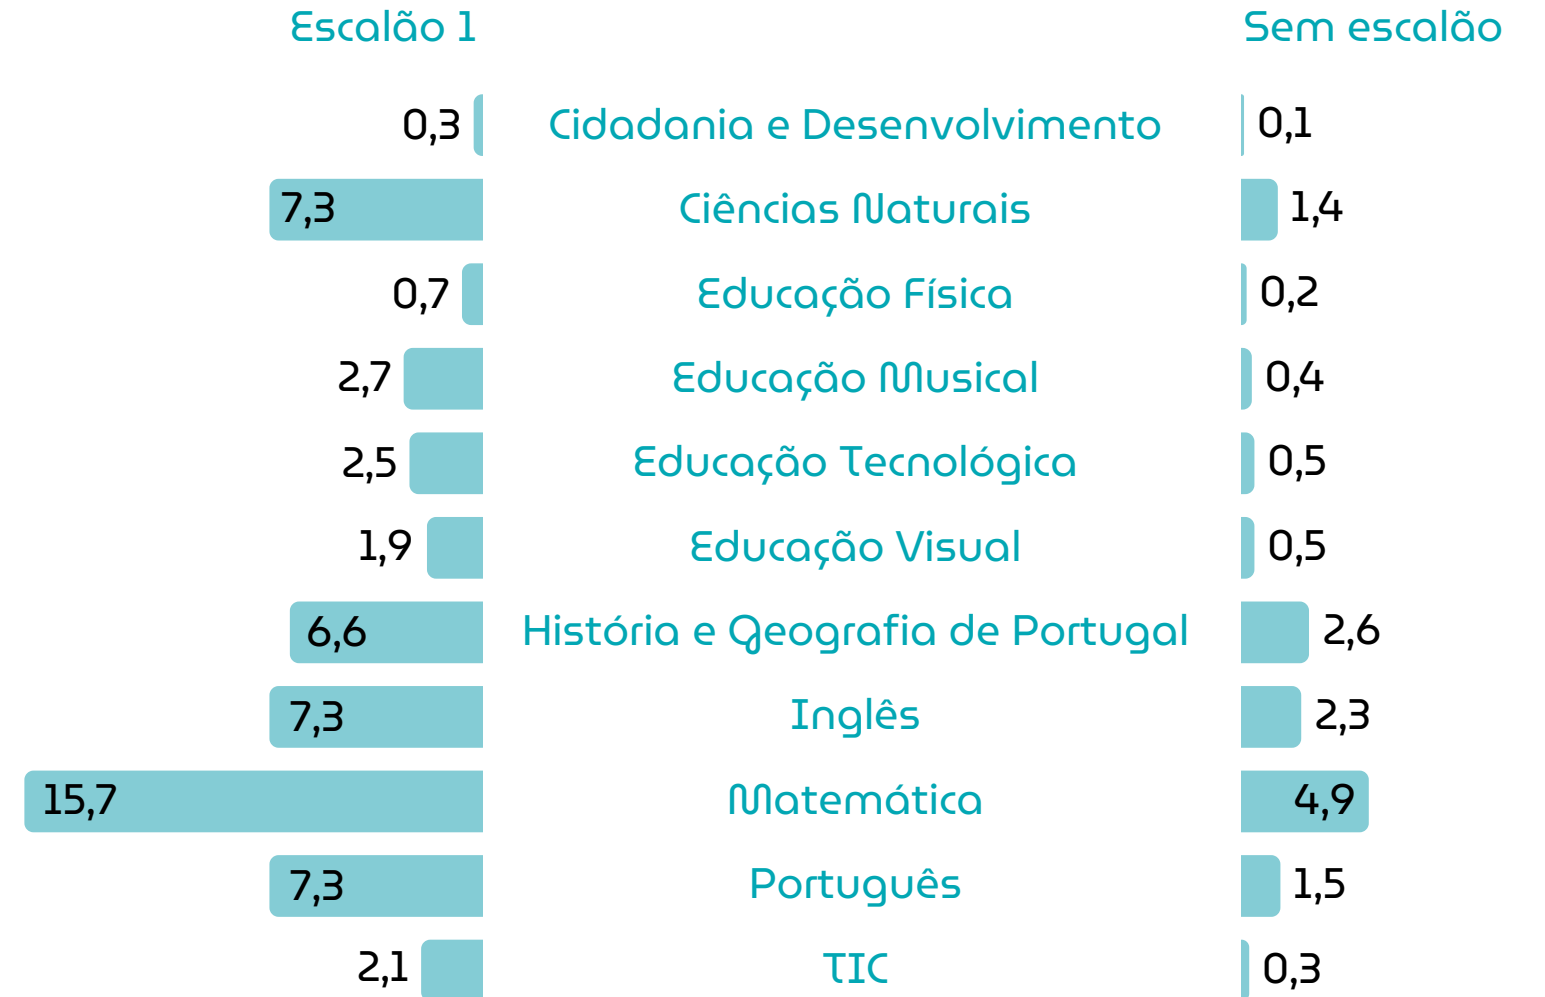 Escalão 1 Sem escalão
0,3 Cidadania e Desenvolvimento 0,1
7,3 Ciências Naturais 1,4
0,7 Educação Física 0,2
2,7 Educação Musical 0,4
2,5 Educação Tecnológica 0,5
1,9 Educação Visual 0,5
6,6 História e Geografia de Portugal 2,6
7,3 Inglês 2,3
15,7 Matemática 4,9
7,3 Português 1,5
2,1 TIC 0,3